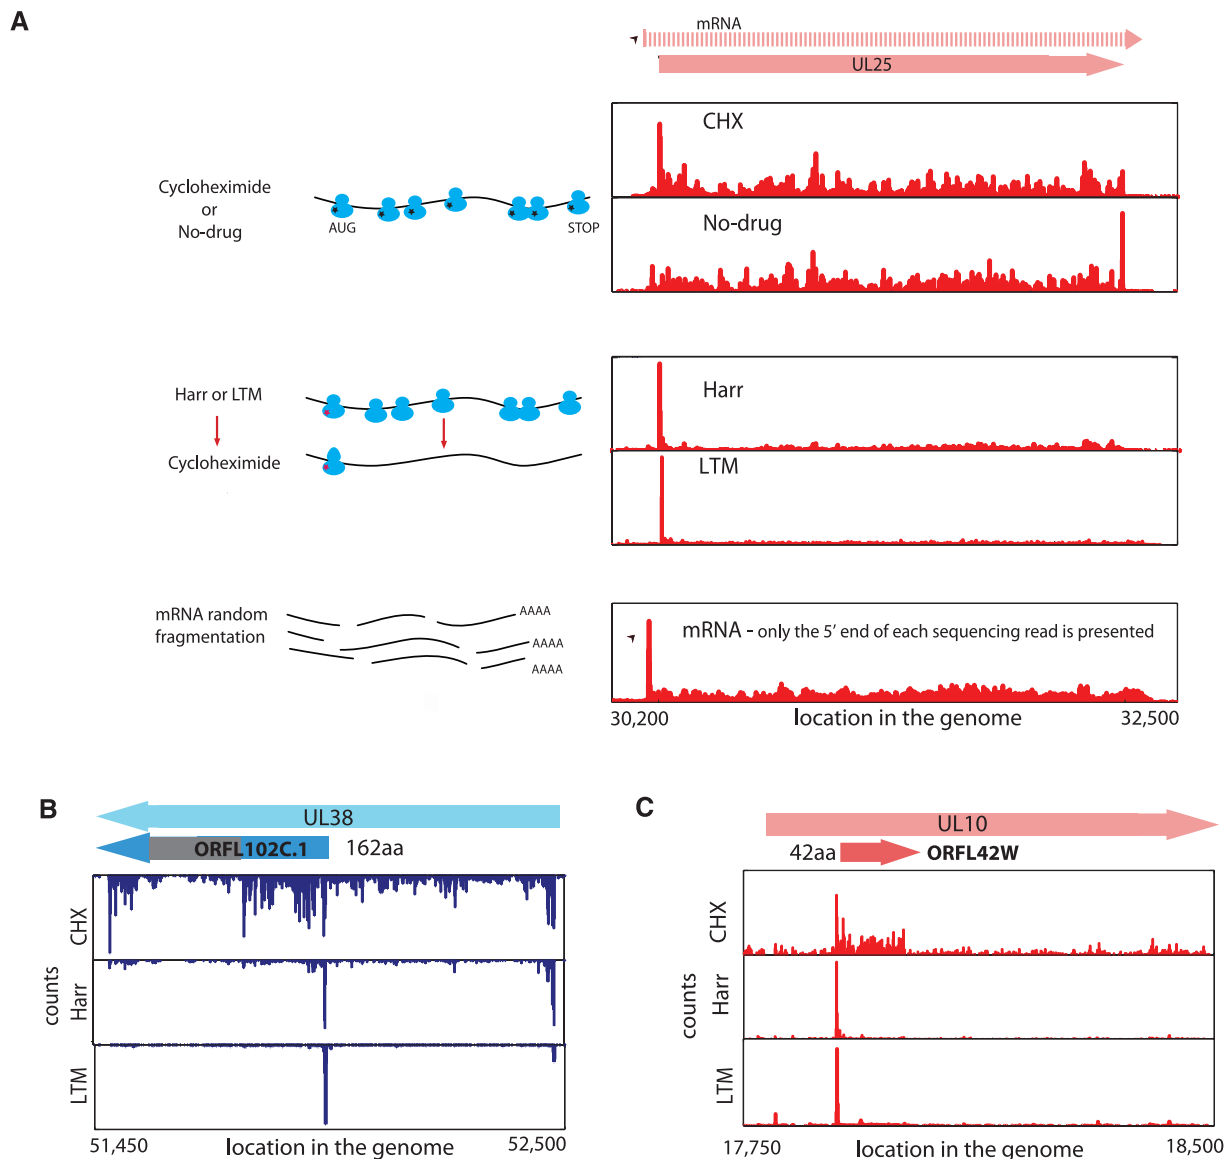 A
mRNA
UL25
CHX
Cycloheximide
or
No-drug
AUG
STOP
No-drug
Harr or LTM
Cycloheximide
Harr
LTM
mRNA random
fragmentation
AAAA
AAAA
AAAA
mRNA - only the 5' end of each sequencing read is presented
30,200
location in the genome
32,500
B
UL38
ORFL102C.1
162aa
CHX
Harr
LTM
counts
51,450
location in the genome
52,500
C
UL10
42aa
ORFL42W
CHX
Harr
LTM
counts
17,750
location in the genome
18,500